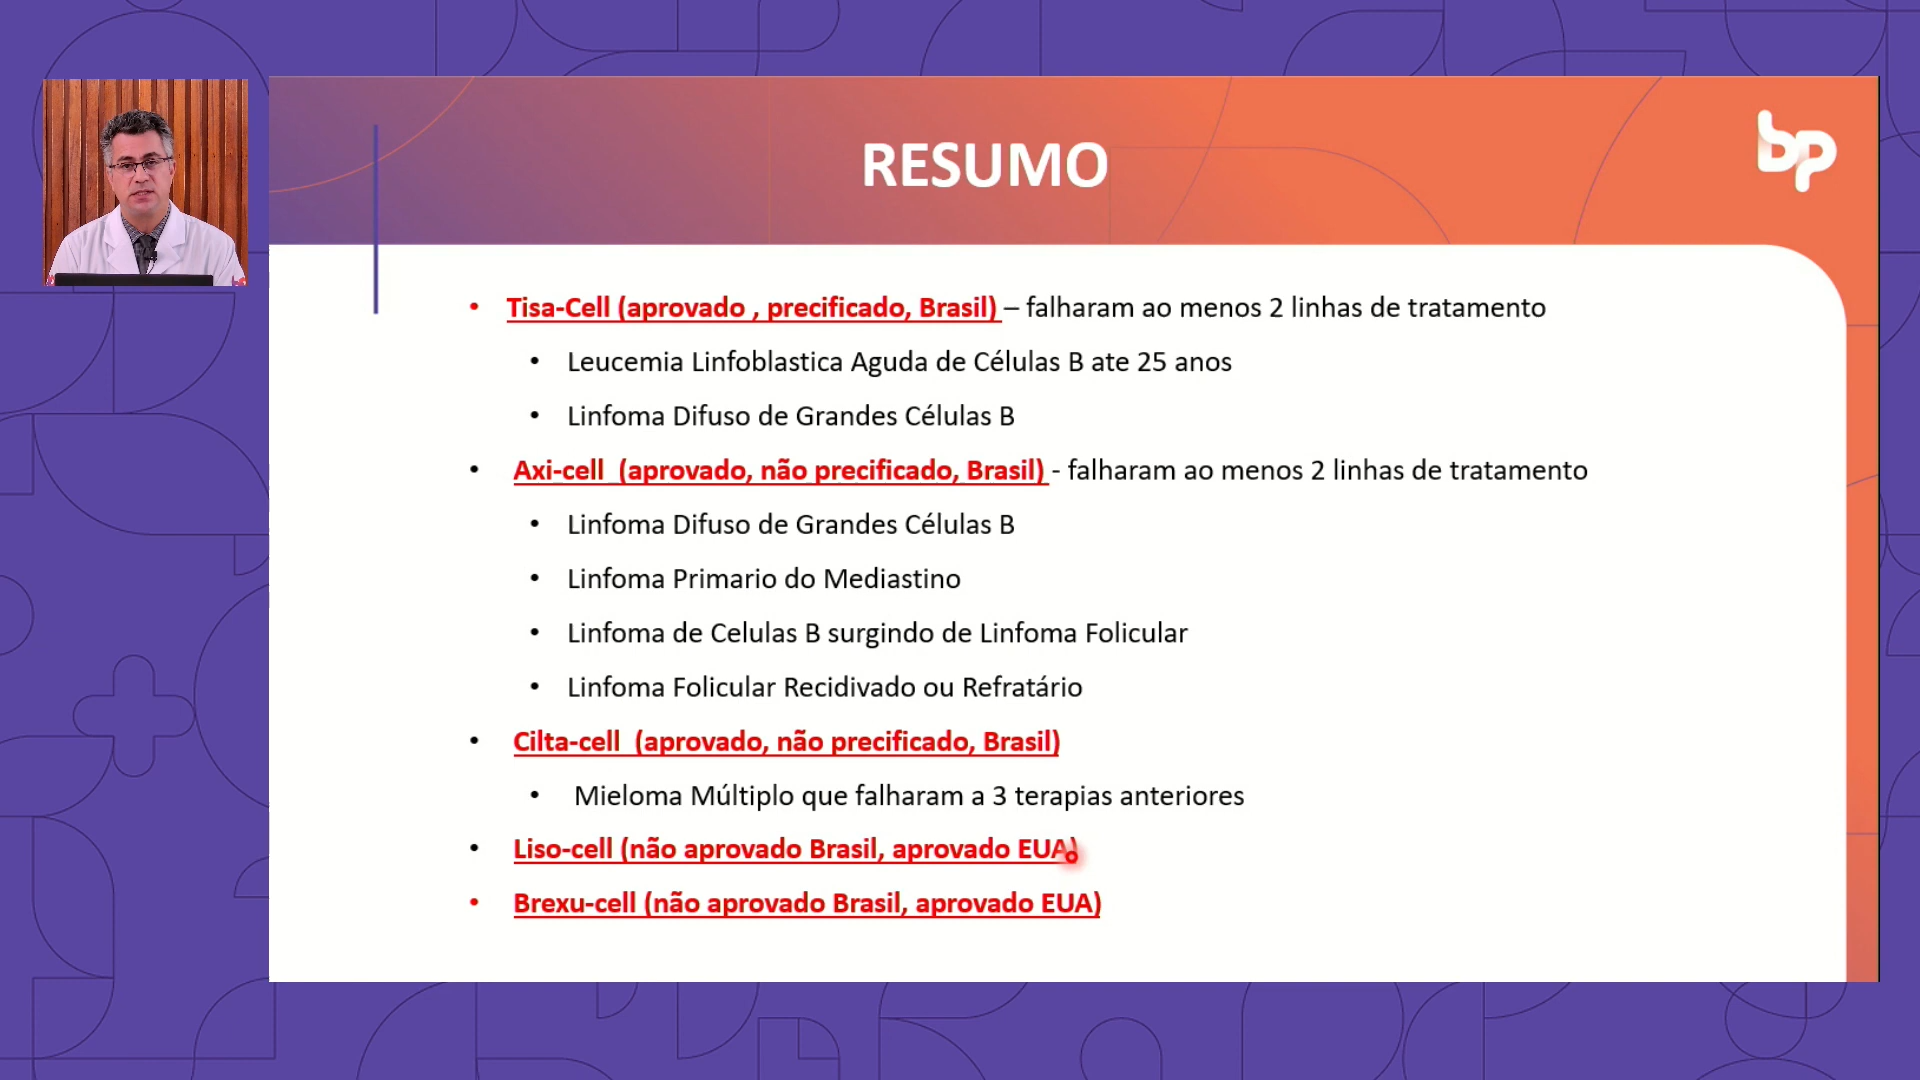 bp
RESUMO
• Tisa-Cell (aprovado , precificado, Brasil) – falharam ao menos 2 linhas de tratamento
• Leucemia Linfoblastica Aguda de Células B ate 25 anos
• Linfoma Difuso de Grandes Células B
• Axi-cell (aprovado, não precificado, Brasil) - falharam ao menos 2 linhas de tratamento
• Linfoma Difuso de Grandes Células B
• Linfoma Primario do Mediastino
• Linfoma de Celulas B surgindo de Linfoma Folicular
• Linfoma Folicular Recidivado ou Refratário
• Cilta-cell (aprovado, não precificado, Brasil)
• Mieloma Múltiplo que falharam a 3 terapias anteriores
• Liso-cell (não aprovado Brasil, aprovado EUA)
• Brexu-cell (não aprovado Brasil, aprovado EUA)